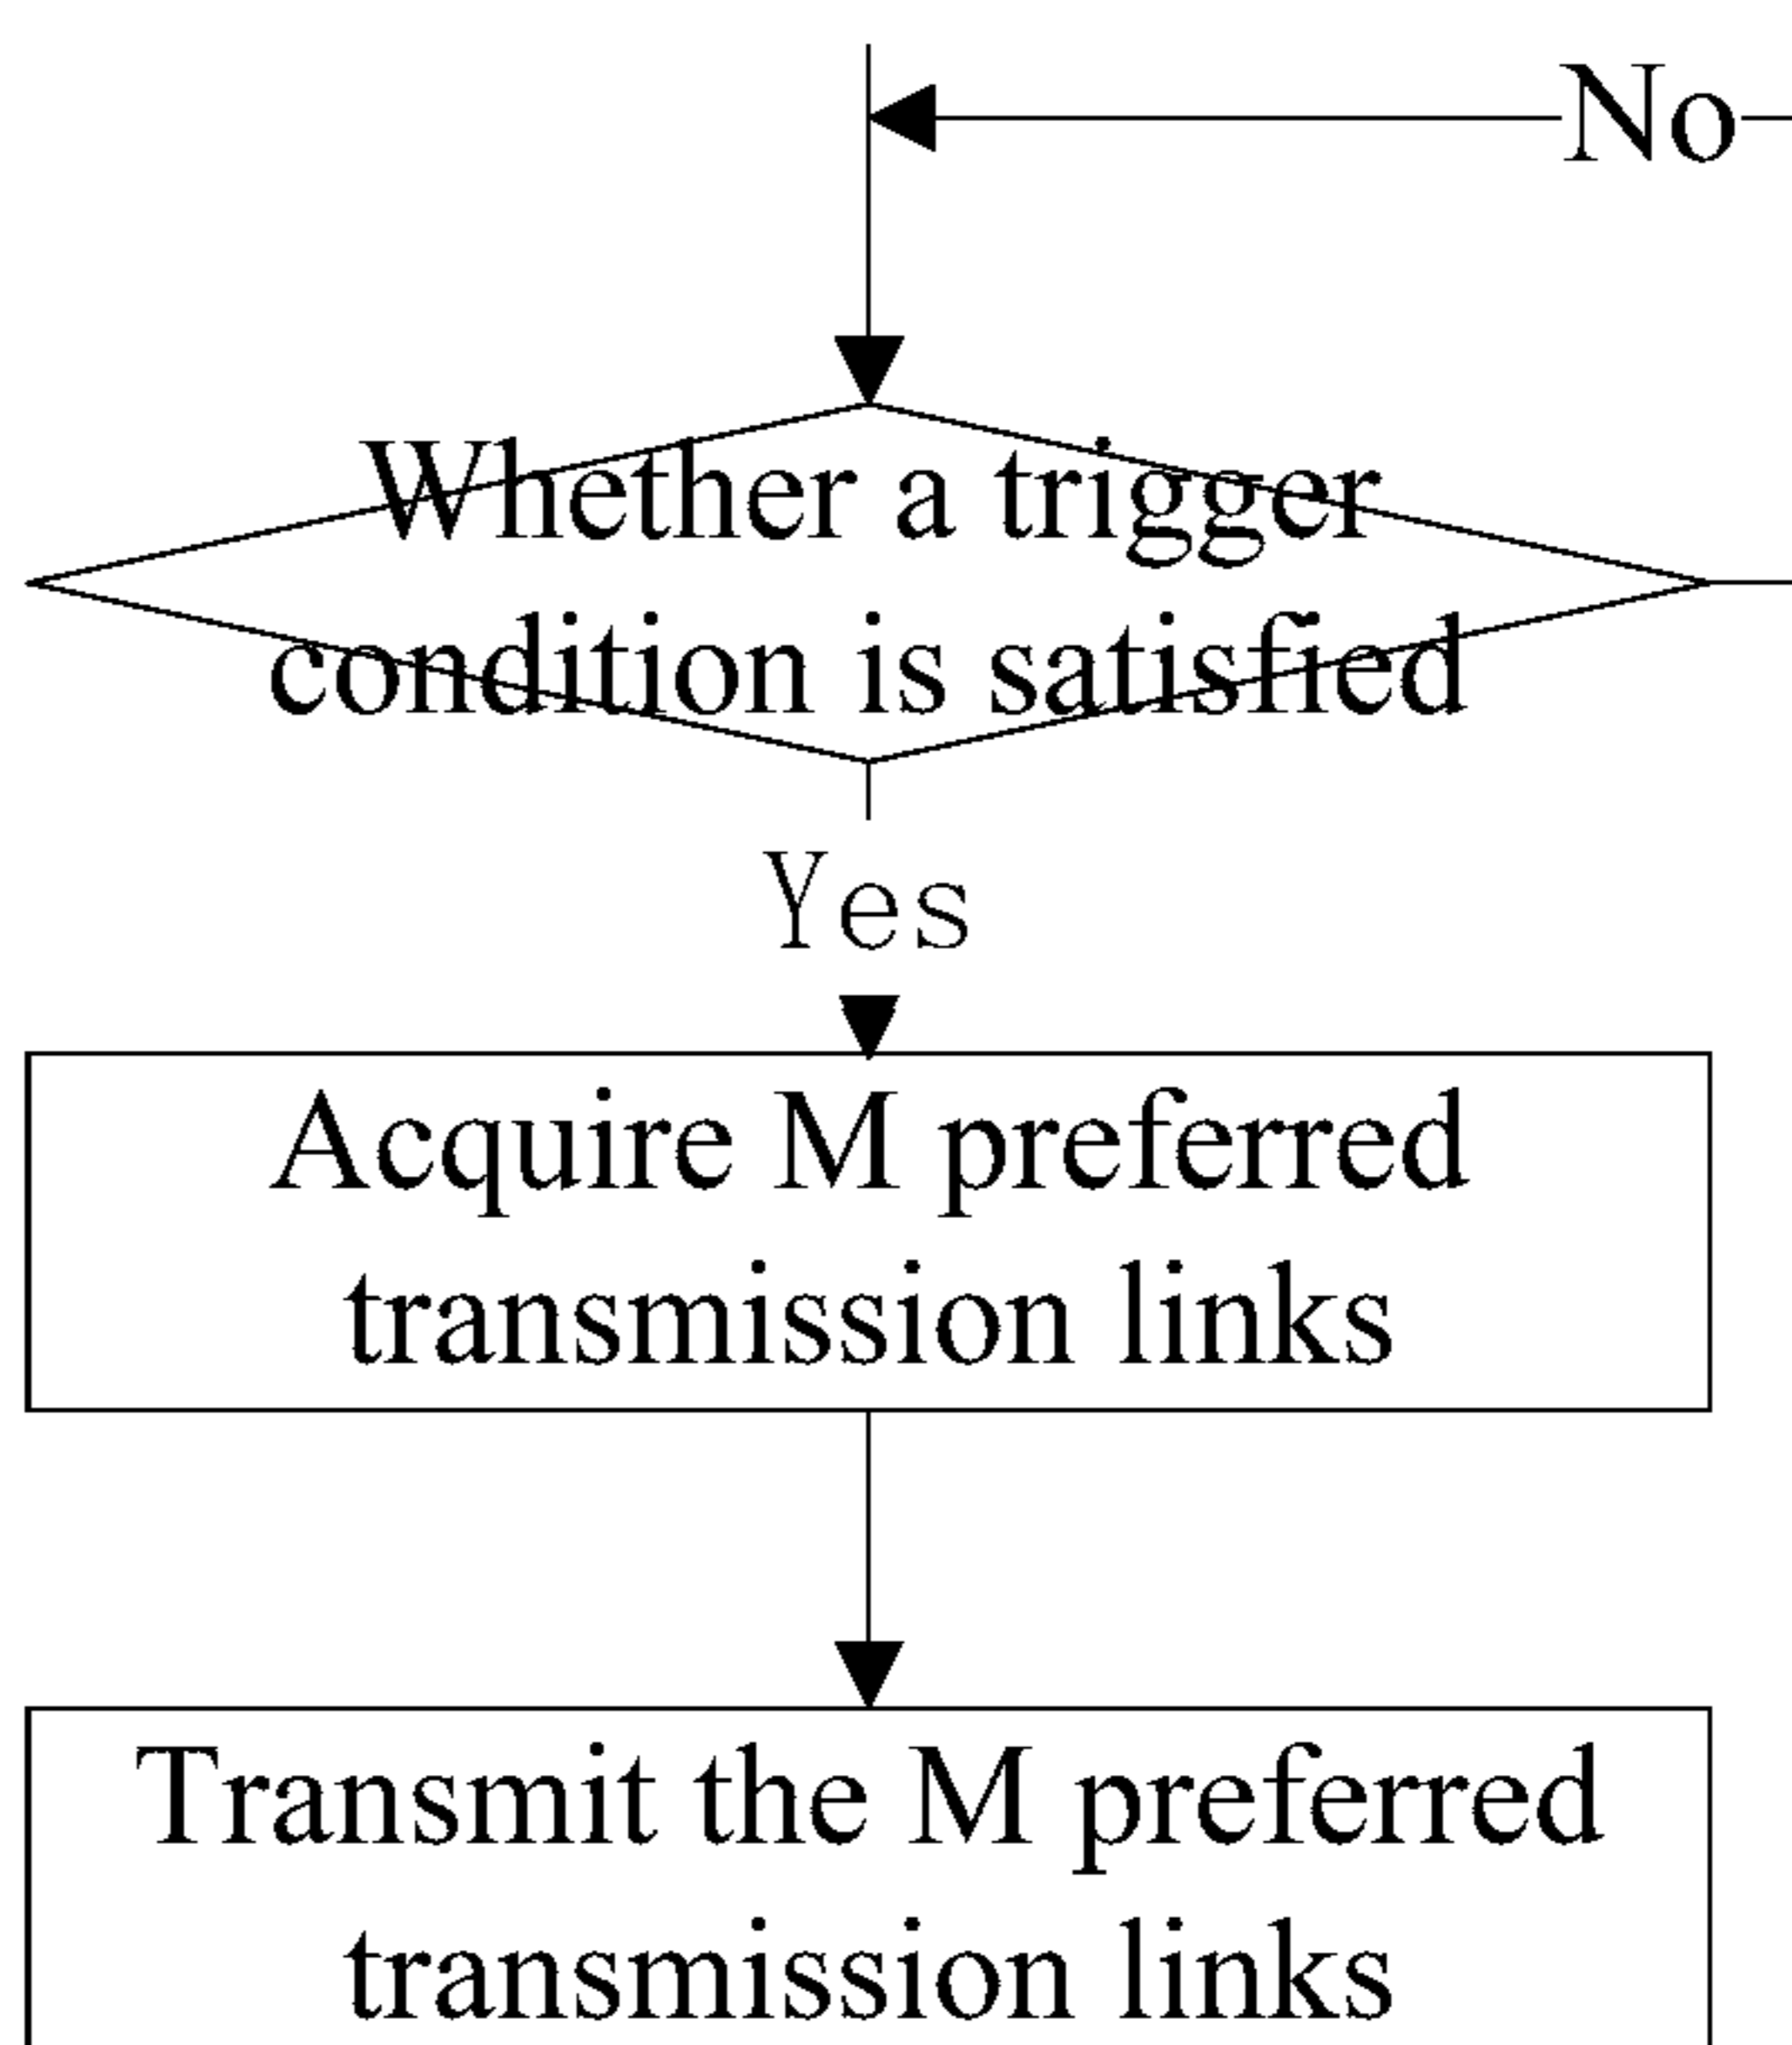 No
Whether a trigger
condition is satisfied
Yes
Acquire M preferred
transmission links
Transmit the M preferred
transmission links